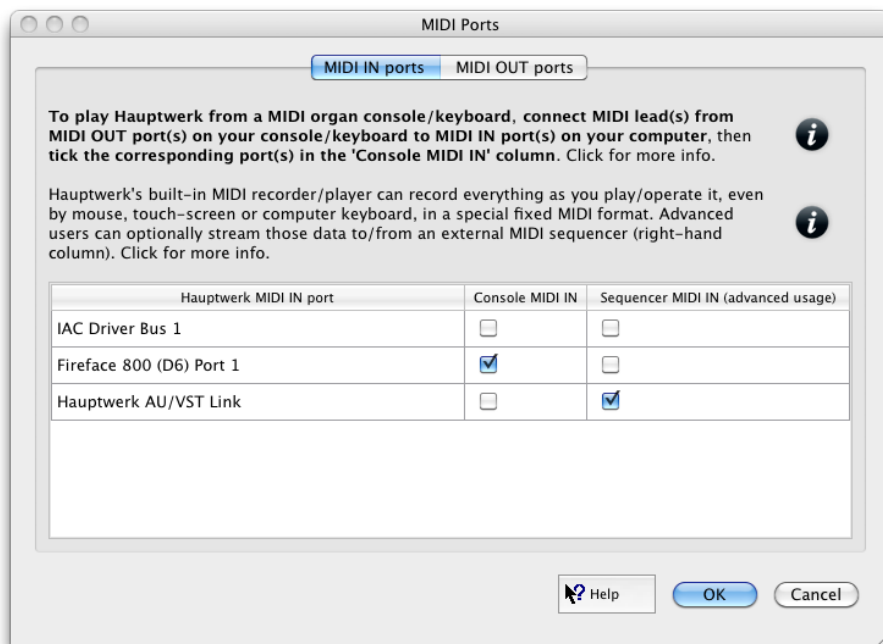 MIDI Ports
MIDI IN ports MIDI OUT ports
To play Hauptwerk from a MIDI organ console/keyboard, connect MIDI lead(s) from
MIDI OUT port(s) on your console/keyboard to MIDI IN port(s) on your computer, then
tick the corresponding port(s) in the 'Console MIDI IN' column. Click for more info.
Hauptwerk's built-in MIDI recorder/player can record everything as you play/operate it, even
by mouse, touch-screen or computer keyboard, in a special fixed MIDI format. Advanced
users can optionally stream those data to/from an external MIDI sequencer (right-hand
column). Click for more info.
Hauptwerk MIDI IN port Console MIDI IN Sequencer MIDI IN (advanced usage)
IAC Driver Bus 1
Fireface 800 (D6) Port 1
Hauptwerk AU/VST Link
Help OK Cancel